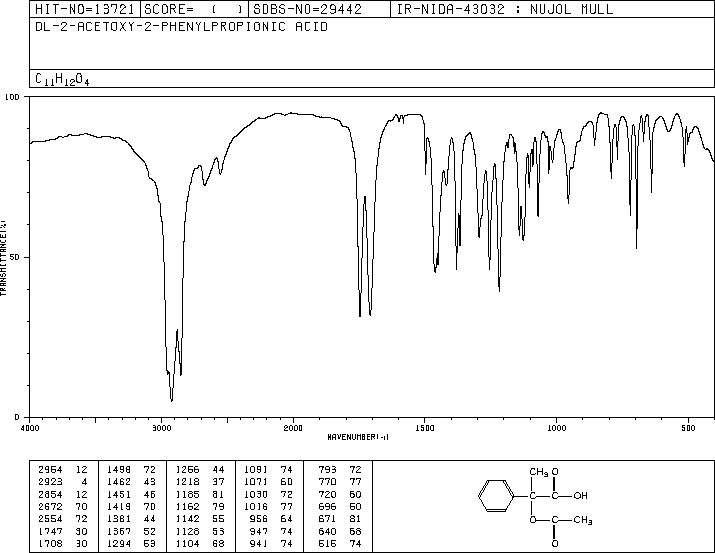 HIT-NO=13721 SCORE= ( ) SDBS-NO=29442 IR-NIDA-43032 : NUJOL MULL
DL-2-ACETOXY-2-PHENYLPROPIONIC ACID
C11H12O4
100
50
0
TRANSMITTANCE(%)
4000 3000 2000 1500 1000 500
WAVENUMBER(-1)
2964 12 1498 72 1256 44 1091 74 793 72
2923 4 1462 43 1218 37 1071 60 770 77
2854 12 1451 46 1185 81 1030 72 720 60
2672 70 1419 70 1162 79 1016 77 696 50
2554 72 1381 44 1142 55 956 64 671 81
1747 30 1367 52 1128 53 947 74 640 68
1708 30 1294 53 1104 68 941 74 516 74
CH3 O
C C OH
O C CH3
O